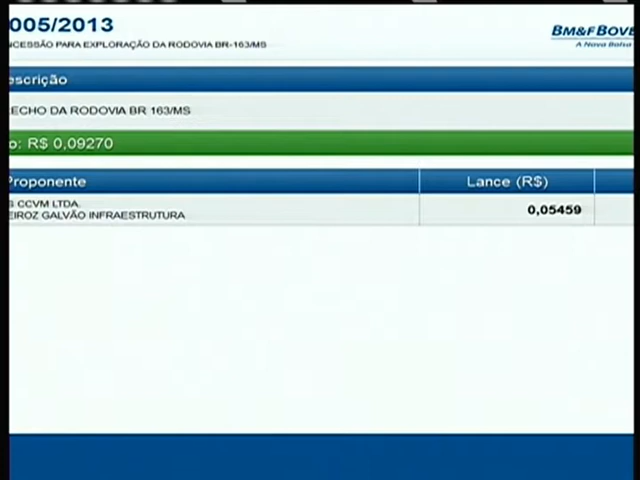 005/2013
NCESSÃO PARA EXPLORAÇÃO DA RODOVIA BR-163/MS
BM&FBOVE
A Nova Bolsa
escrição
ECHO DA RODOVIA BR 163/MS
o: R$ 0,09270
Proponente
Lance (R$)
S CCVM LTDA.
EIROZ GALVÃO INFRAESTRUTURA
0,05459